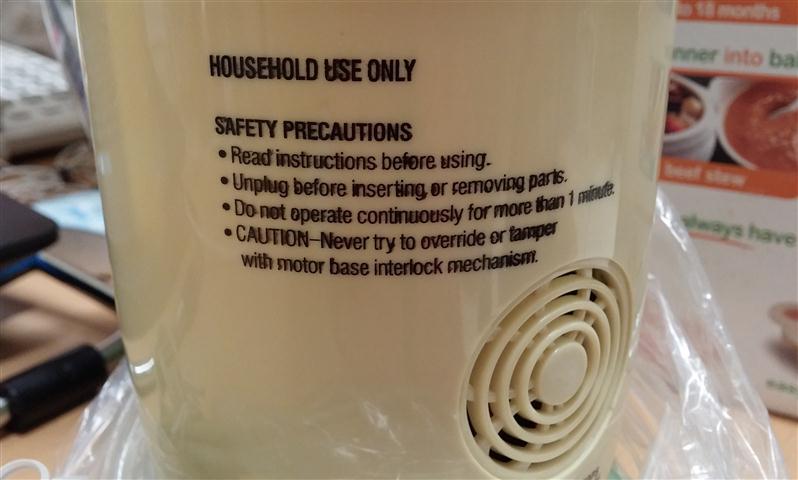 HOUSEHOLD USE ONLY
SAFETY PRECAUTIONS
• Read instructions before using.
• Unplug before inserting or removing parts.
• Do not operate continuously for more than 1 minute.
• CAUTION–Never try to override or tamper
with motor base interlock mechanism.
to 18 months
into
beef stew
always have